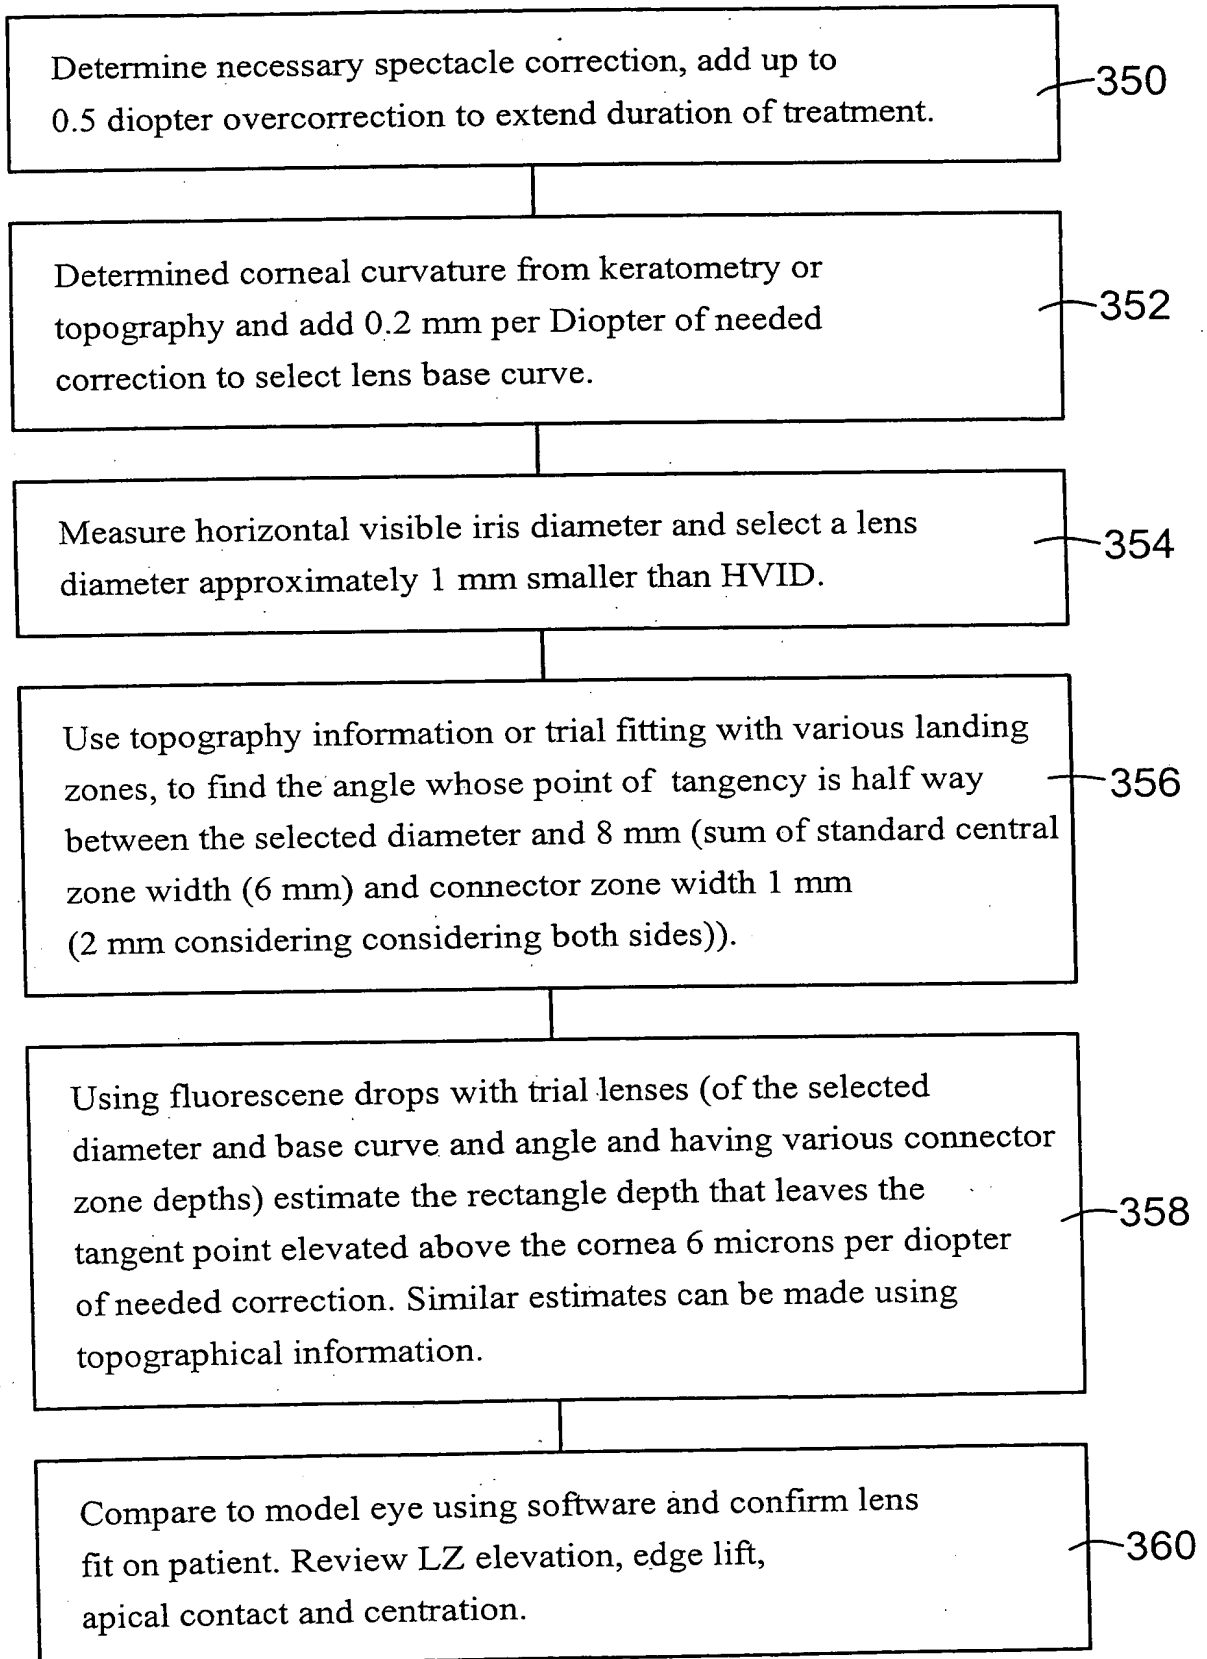 Determine necessary spectacle correction, add up to
0.5 diopter overcorrection to extend duration of treatment.
350
Determined corneal curvature from keratometry or
topography and add 0.2 mm per Diopter of needed
correction to select lens base curve.
352
Measure horizontal visible iris diameter and select a lens
diameter approximately 1 mm smaller than HVID.
354
Use topography information or trial fitting with various landing
zones, to find the angle whose point of tangency is half way
between the selected diameter and 8 mm (sum of standard central
zone width (6 mm) and connector zone width 1 mm
(2 mm considering considering both sides)).
356
Using fluorescene drops with trial lenses (of the selected
diameter and base curve and angle and having various connector
zone depths) estimate the rectangle depth that leaves the
tangent point elevated above the cornea 6 microns per diopter
of needed correction. Similar estimates can be made using
topographical information.
358
Compare to model eye using software and confirm lens
fit on patient. Review LZ elevation, edge lift,
apical contact and centration.
360